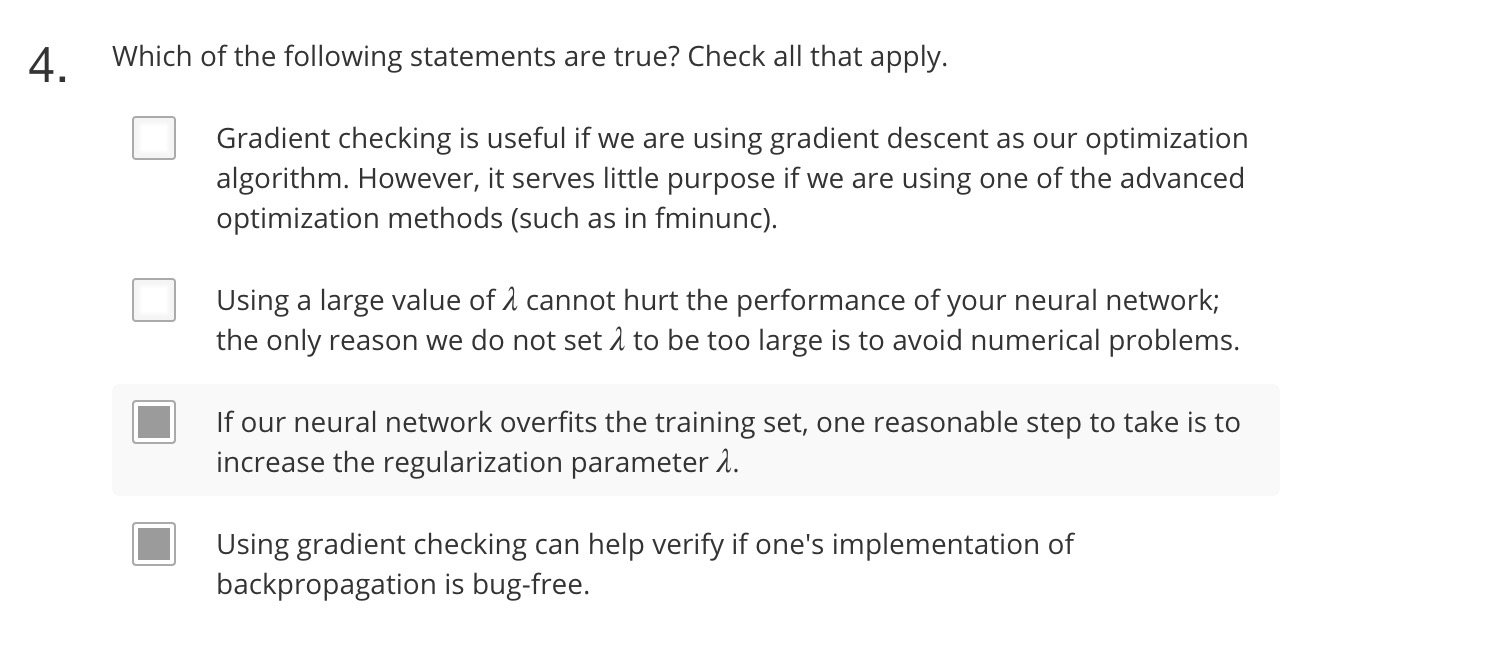 4. Which of the following statements are true? Check all that apply.
Gradient checking is useful if we are using gradient descent as our optimization
algorithm. However, it serves little purpose if we are using one of the advanced
optimization methods (such as in fminunc).
Using a large value of λ cannot hurt the performance of your neural network;
the only reason we do not set λ to be too large is to avoid numerical problems.
If our neural network overfits the training set, one reasonable step to take is to
increase the regularization parameter λ.
Using gradient checking can help verify if one's implementation of
backpropagation is bug-free.